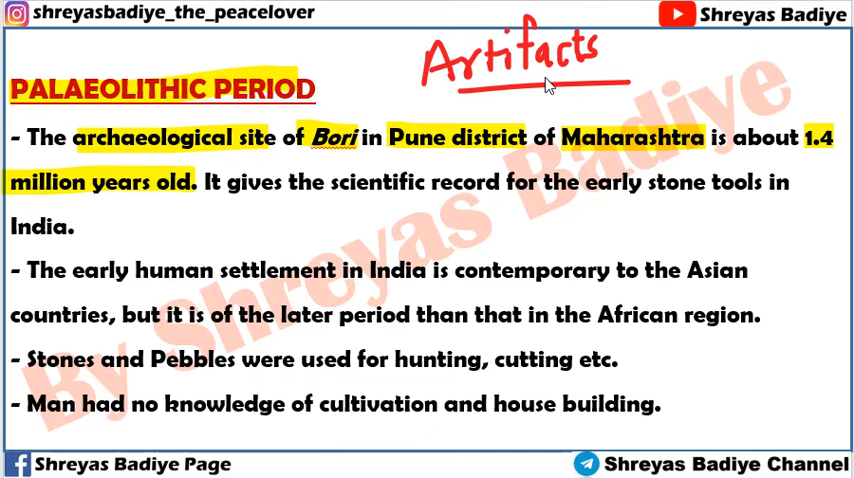 shreyasbadiye_the_peacelover
Shreyas Badiye
Artifacts
PALAEOLITHIC PERIOD
- The archaeological site of Bori in Pune district of Maharashtra is about 1.4
million years old. It gives the scientific record for the early stone tools in
India.
- The early human settlement in India is contemporary to the Asian
countries, but it is of the later period than that in the African region.
- Stones and Pebbles were used for hunting, cutting etc.
- Man had no knowledge of cultivation and house building.
By Shreyas Badiye
Shreyas Badiye Page
Shreyas Badiye Channel